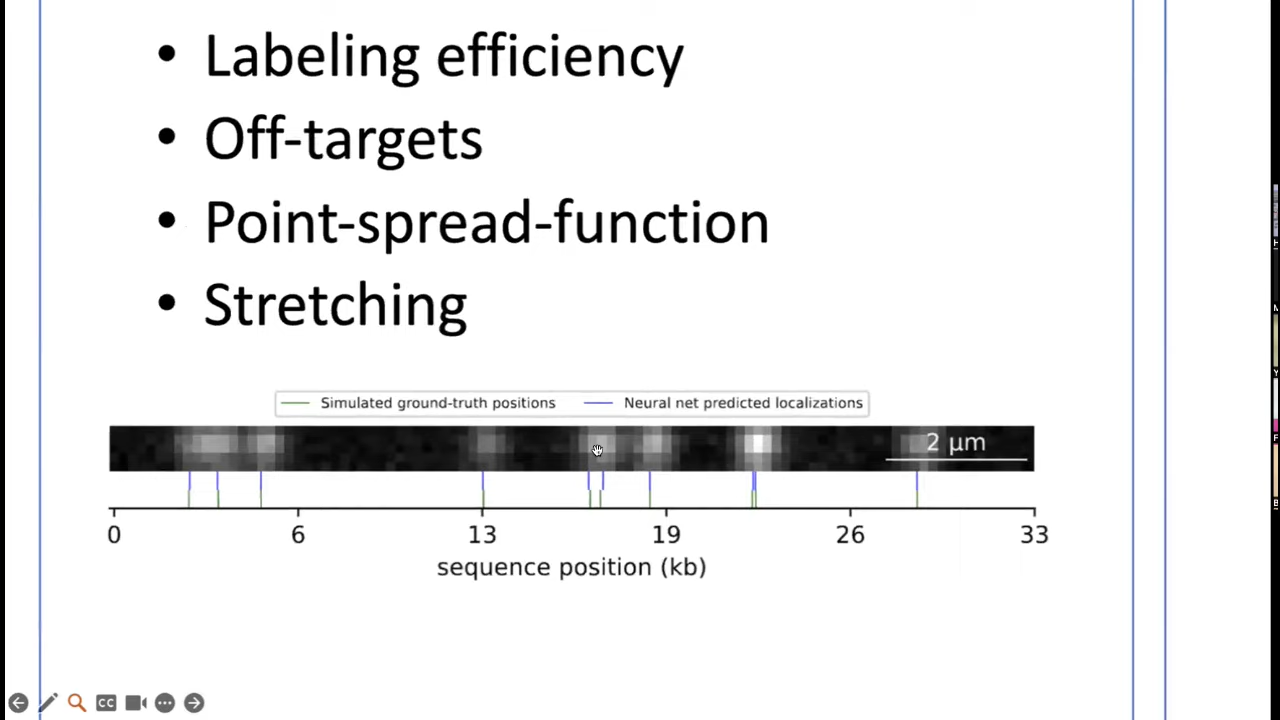 • Labeling efficiency
• Off-targets
• Point-spread-function
• Stretching
Simulated ground-truth positions Neural net predicted localizations
2 μm
0 6 13 19 26 33
sequence position (kb)
CC